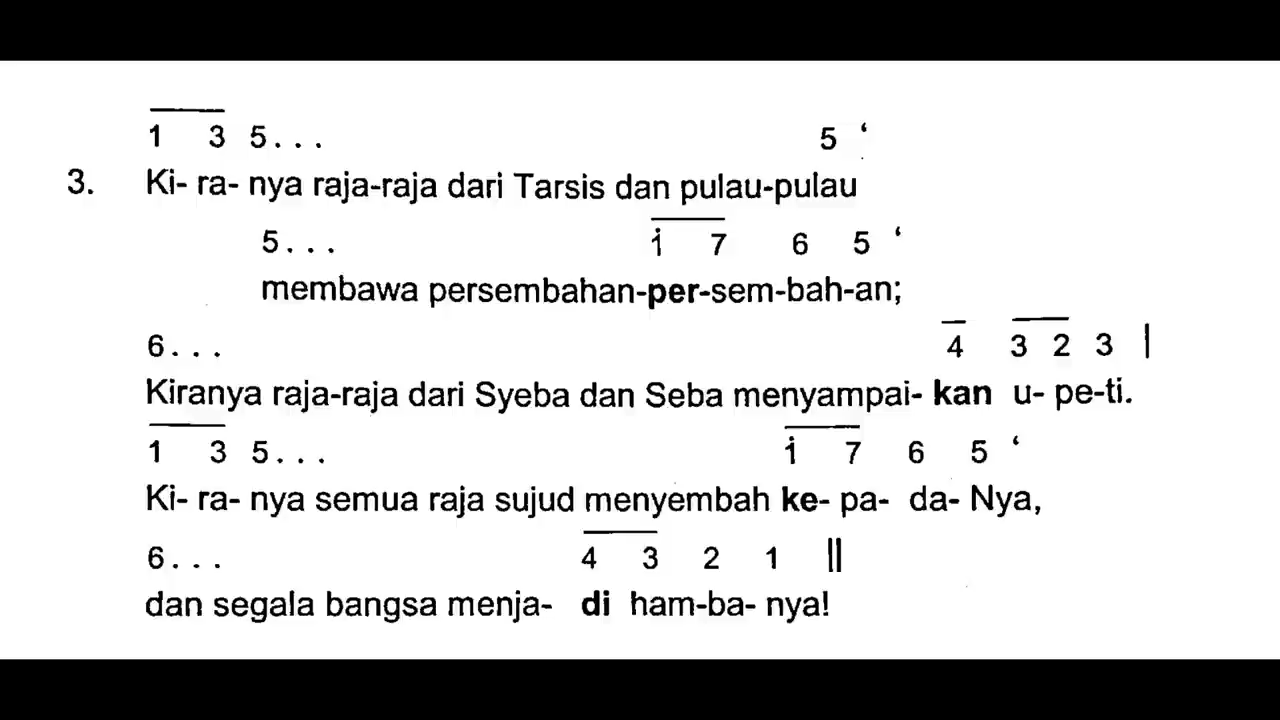 1 3 5... 5 ‘
3. Ki- ra- nya raja-raja dari Tarsis dan pulau-pulau
5... i 7 6 5 ‘
membawa persembahan-per-sem-bah-an;
6... 4 3 2 3 |
Kiranya raja-raja dari Syeba dan Seba menyampai- kan u- pe-ti.
1 3 5... i 7 6 5 ‘
Ki- ra- nya semua raja sujud menyembah ke- pa- da- Nya,
6... 4 3 2 1 ||
dan segala bangsa menja- di ham-ba- nya!